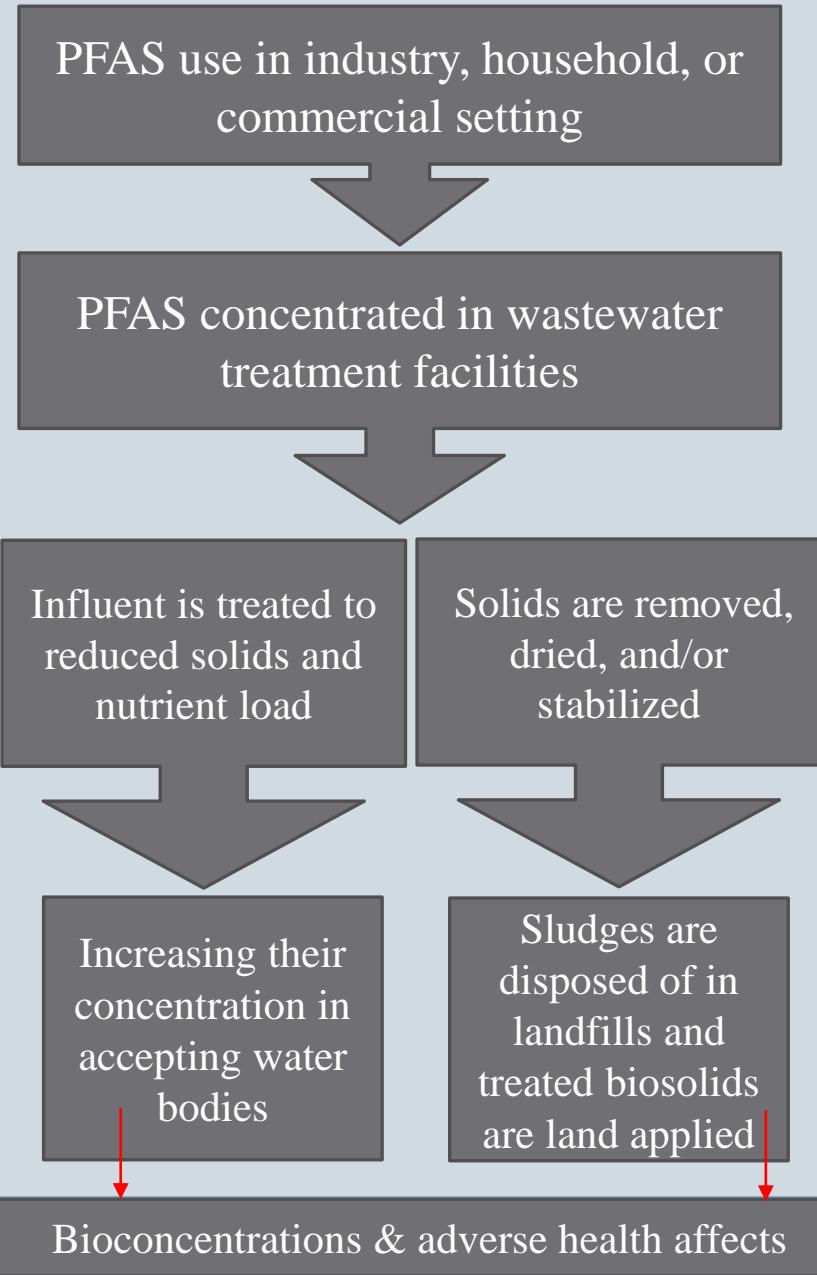 PFAS use in industry, household, or
commercial setting
PFAS concentrated in wastewater
treatment facilities
Influent is treated to
reduced solids and
nutrient load
Solids are removed,
dried, and/or
stabilized
Increasing their
concentration in
accepting water
bodies
Sludges are
disposed of in
landfills and
treated biosolids
are land applied
Bioconcentrations & adverse health affects